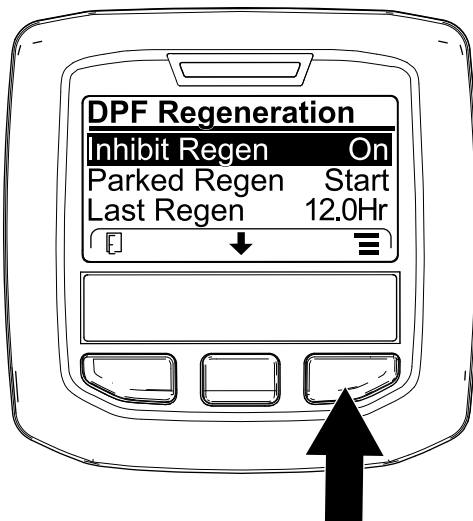 DPF Regeneration
Inhibit Regen On
Parked Regen Start
Last Regen 12.0Hr